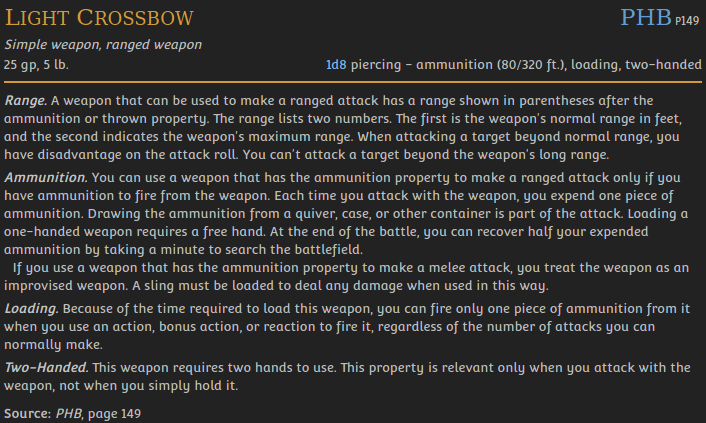 Light Crossbow PHB P149
Simple weapon, ranged weapon
25 gp, 5 lb. 1d8 piercing - ammunition (80/320 ft.), loading, two-handed
Range. A weapon that can be used to make a ranged attack has a range shown in parentheses after the
ammunition or thrown property. The range lists two numbers. The first is the weapon's normal range in feet,
and the second indicates the weapon's maximum range. When attacking a target beyond normal range, you
have disadvantage on the attack roll. You can't attack a target beyond the weapon's long range.
Ammunition. You can use a weapon that has the ammunition property to make a ranged attack only if you
have ammunition to fire from the weapon. Each time you attack with the weapon, you expend one piece of
ammunition. Drawing the ammunition from a quiver, case, or other container is part of the attack. Loading a
one-handed weapon requires a free hand. At the end of the battle, you can recover half your expended
ammunition by taking a minute to search the battlefield.
If you use a weapon that has the ammunition property to make a melee attack, you treat the weapon as an
improvised weapon. A sling must be loaded to deal any damage when used in this way.
Loading. Because of the time required to load this weapon, you can fire only one piece of ammunition from it
when you use an action, bonus action, or reaction to fire it, regardless of the number of attacks you can
normally make.
Two-Handed. This weapon requires two hands to use. This property is relevant only when you attack with the
weapon, not when you simply hold it.
Source: PHB, page 149